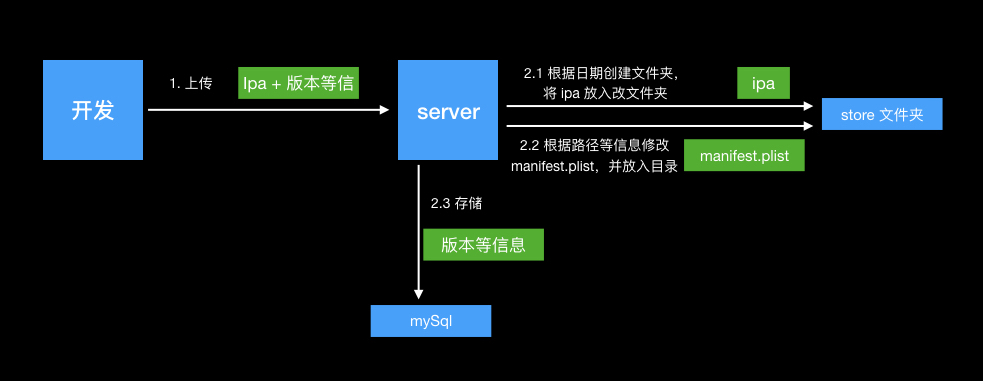 开发
1. 上传
Ipa + 版本等信
server
2.1 根据日期创建文件夹，
将 ipa 放入改文件夹
ipa
store 文件夹
2.2 根据路径等信息修改
manifest.plist，并放入目录
manifest.plist
2.3 存储
版本等信息
mySql